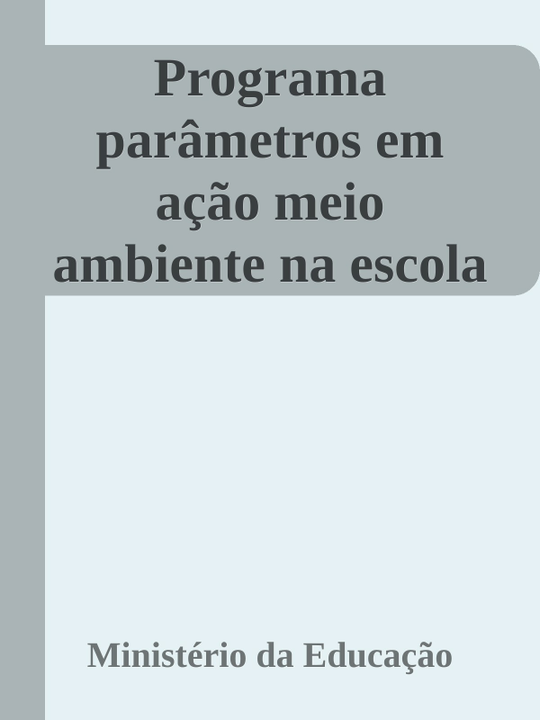 Programa
parâmetros em
ação meio
ambiente na escola
Ministério da Educação